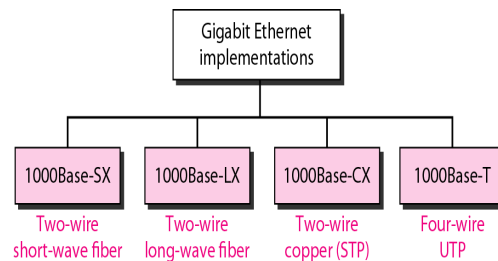 Gigabit Ethernet
implementations
1000Base-SX
1000Base-LX
1000Base-CX
1000Base-T
Two-wire
short-wave fiber
Two-wire
long-wave fiber
Two-wire
copper (STP)
Four-wire
UTP